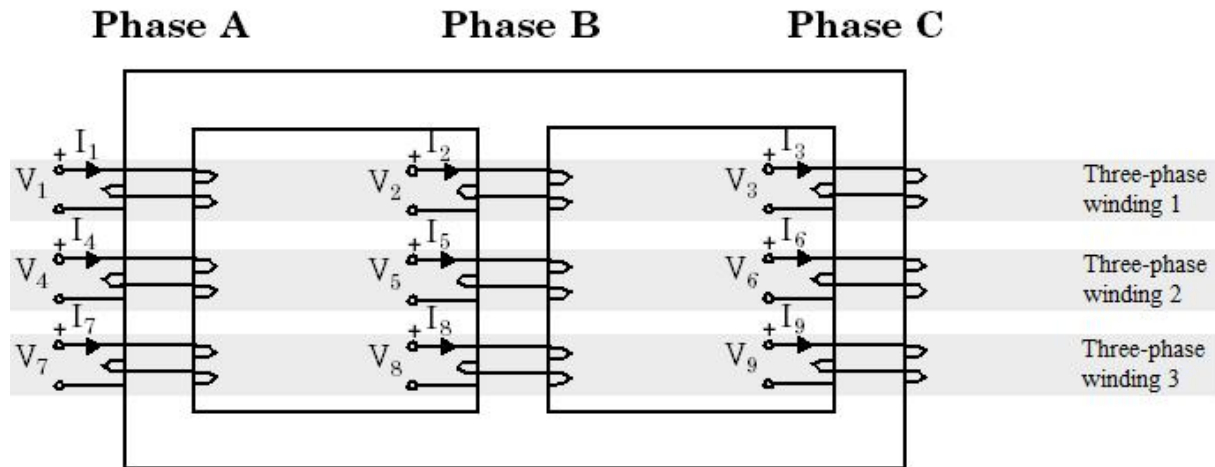 Phase A Phase B Phase C
+ I₁ + I₂ + I₃
V₁ V₂ V₃
Three-phase
winding 1
+ I₄ + I₅ + I₆
V₄ V₅ V₆
Three-phase
winding 2
+ I₇ + I₈ + I₉
V₇ V₈ V₉
Three-phase
winding 3